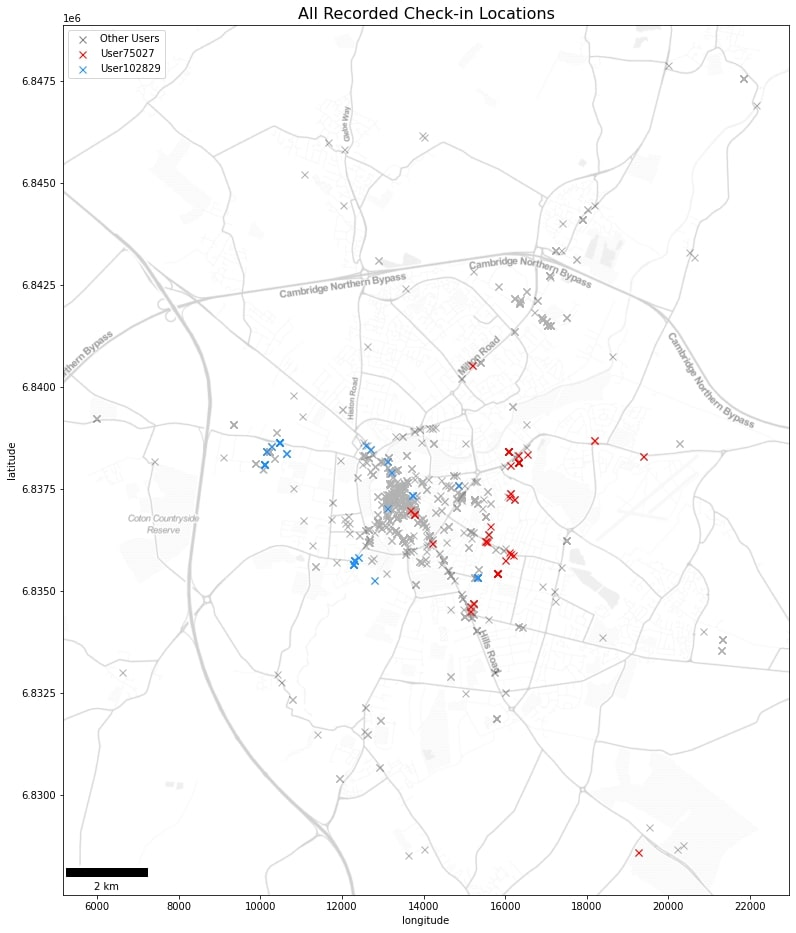 All Recorded Check-in Locations
1e6
Other Users
User75027
User102829
6.8475
6.8450
6.8425
6.8400
6.8375
6.8350
6.8325
6.8300
latitude
Glebe Way
Cambridge Northern Bypass
Cambridge Northern Bypass
rthern Bypass
Milton Road
Cambridge Northern Bypass
Histon Road
Coton Countryside
Reserve
Hills Road
2 km
6000 8000 10000 12000 14000 16000 18000 20000 22000
longitude